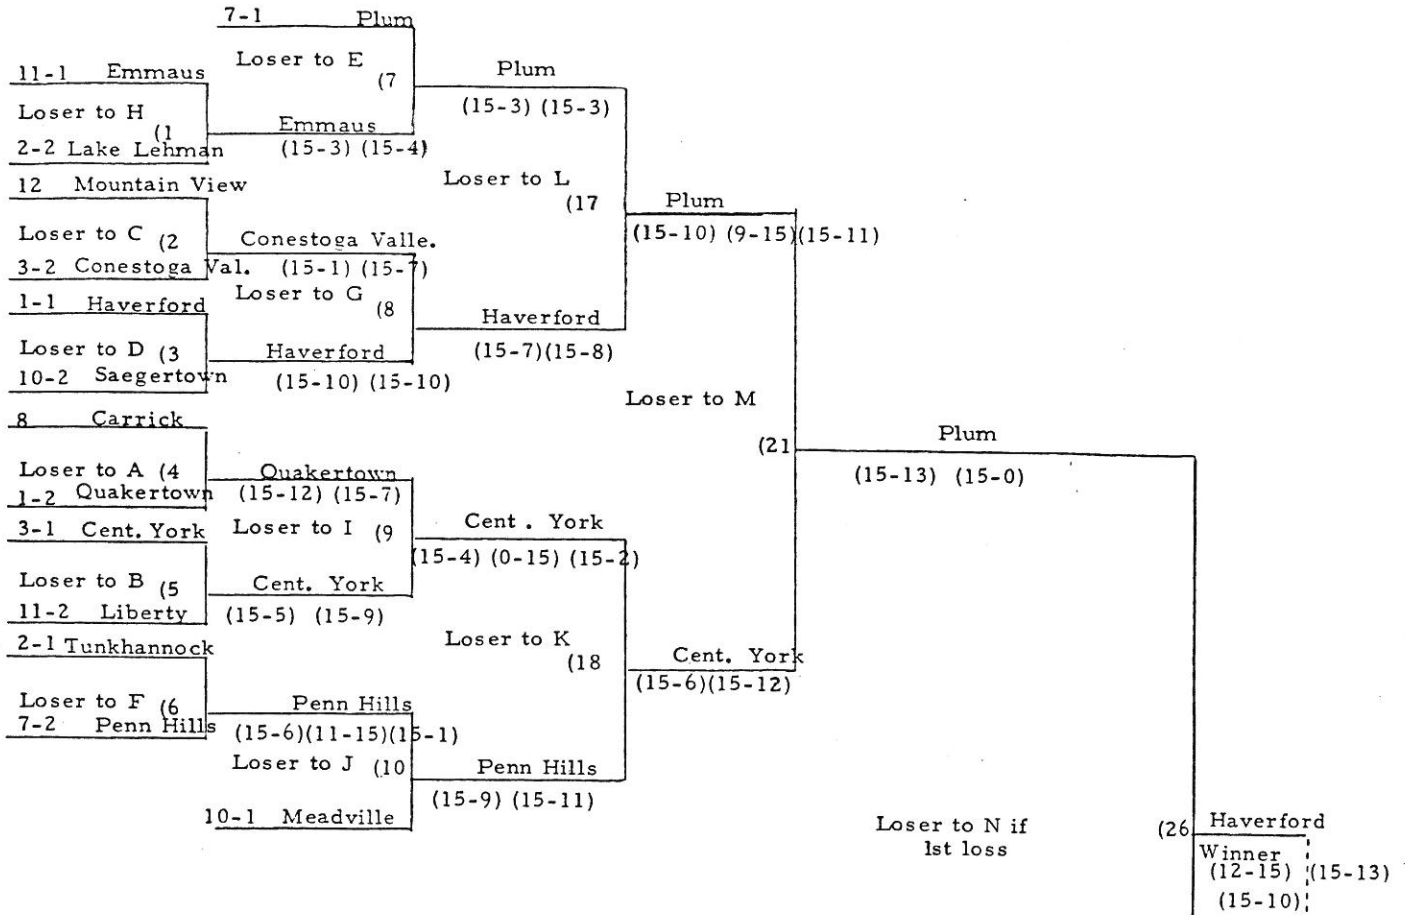 7-1 Plum
Loser to E (7
11-1 Emmaus
Plum
(15-3) (15-3)
Loser to H (1
Emmaus
2-2 Lake Lehman
(15-3) (15-4)
12 Mountain View
Loser to L (17
Plum
(15-10) (9-15)(15-11)
Loser to C (2
Conestoga Valle.
3-2 Conestoga Val.
(15-1) (15-7)
Loser to G (8
1-1 Haverford
Haverford
(15-7)(15-8)
Loser to D (3
Haverford
10-2 Saegertown
(15-10) (15-10)
Loser to M (21
8 Carrick
Plum
(15-13) (15-0)
Loser to A (4
Quakertown
1-2 Quakertown
(15-12) (15-7)
3-1 Cent. York
Loser to I (9
Cent. York
(15-4) (0-15) (15-2)
Loser to B (5
Cent. York
11-2 Liberty
(15-5) (15-9)
2-1 Tunkhannock
Loser to K (18
Cent. York
(15-6)(15-12)
Loser to F (6
Penn Hills
7-2 Penn Hills
(15-6)(11-15)(15-1)
Loser to J (10
Penn Hills
(15-9) (15-11)
10-1 Meadville
Loser to N if
1st loss
(26
Haverford
Winner
(12-15) (15-13)
(15-10)